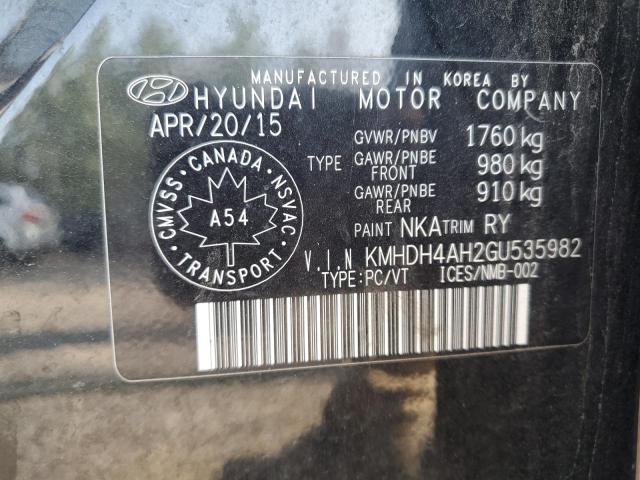 MANUFACTURED IN KOREA BY
HYUNDAI MOTOR COMPANY
APR/20/15
GVWR/PNBV 1760 kg
TYPE GAWR/PNBE FRONT 980 kg
GAWR/PNBE REAR 910 kg
PAINT NKA TRIM RY
CMVSS · CANADA · NSVAC
A54
TRANSPORT
V.I.N KMHDH4AH2GU535982
TYPE:PC/VT ICES/NMB-002